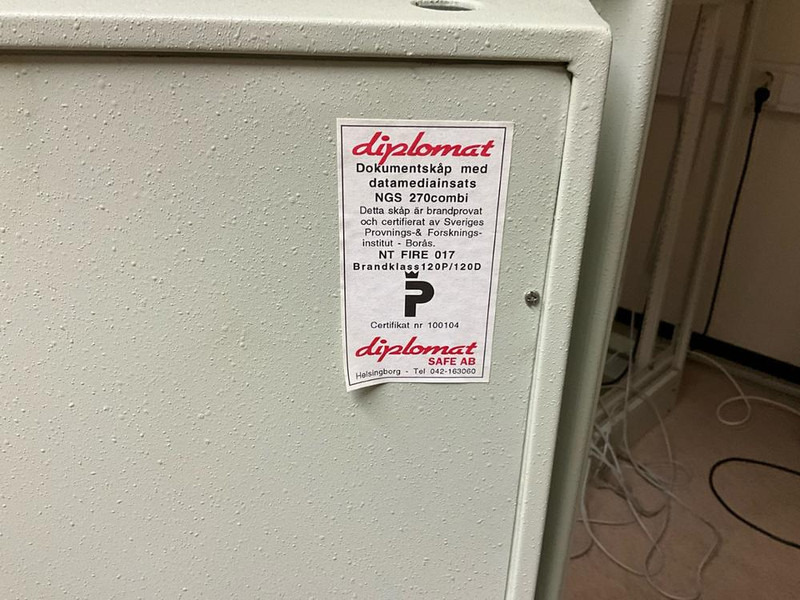 diplomat
Dokumentskåp med
datamediainsats
NGS 270combi
Detta skåp är brandprovat
och certifierat av Sveriges
Provnings-& Forsknings-
institut - Borås.
NT FIRE 017
Brandklass120P/120D
P
Certifikat nr 100104
diplomat
SAFE AB
Helsingborg - Tel 042-163060